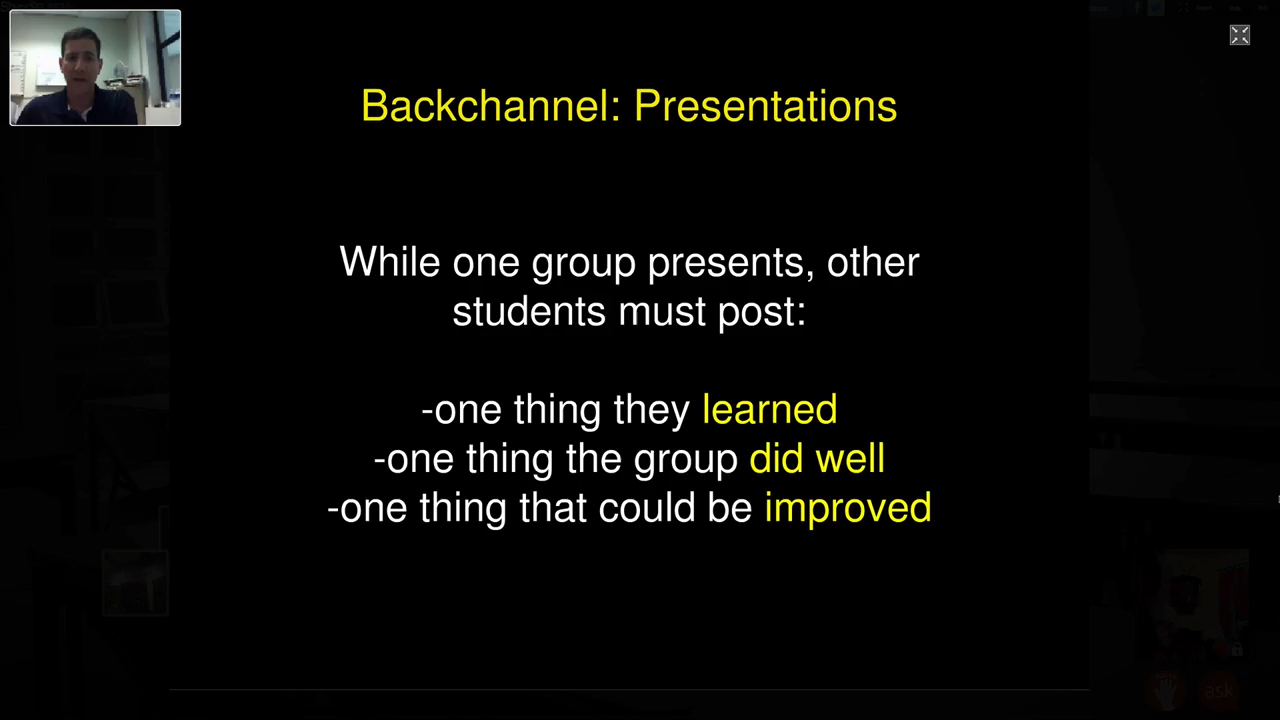 Backchannel: Presentations
While one group presents, other
students must post:
-one thing they learned
-one thing the group did well
-one thing that could be improved
ask